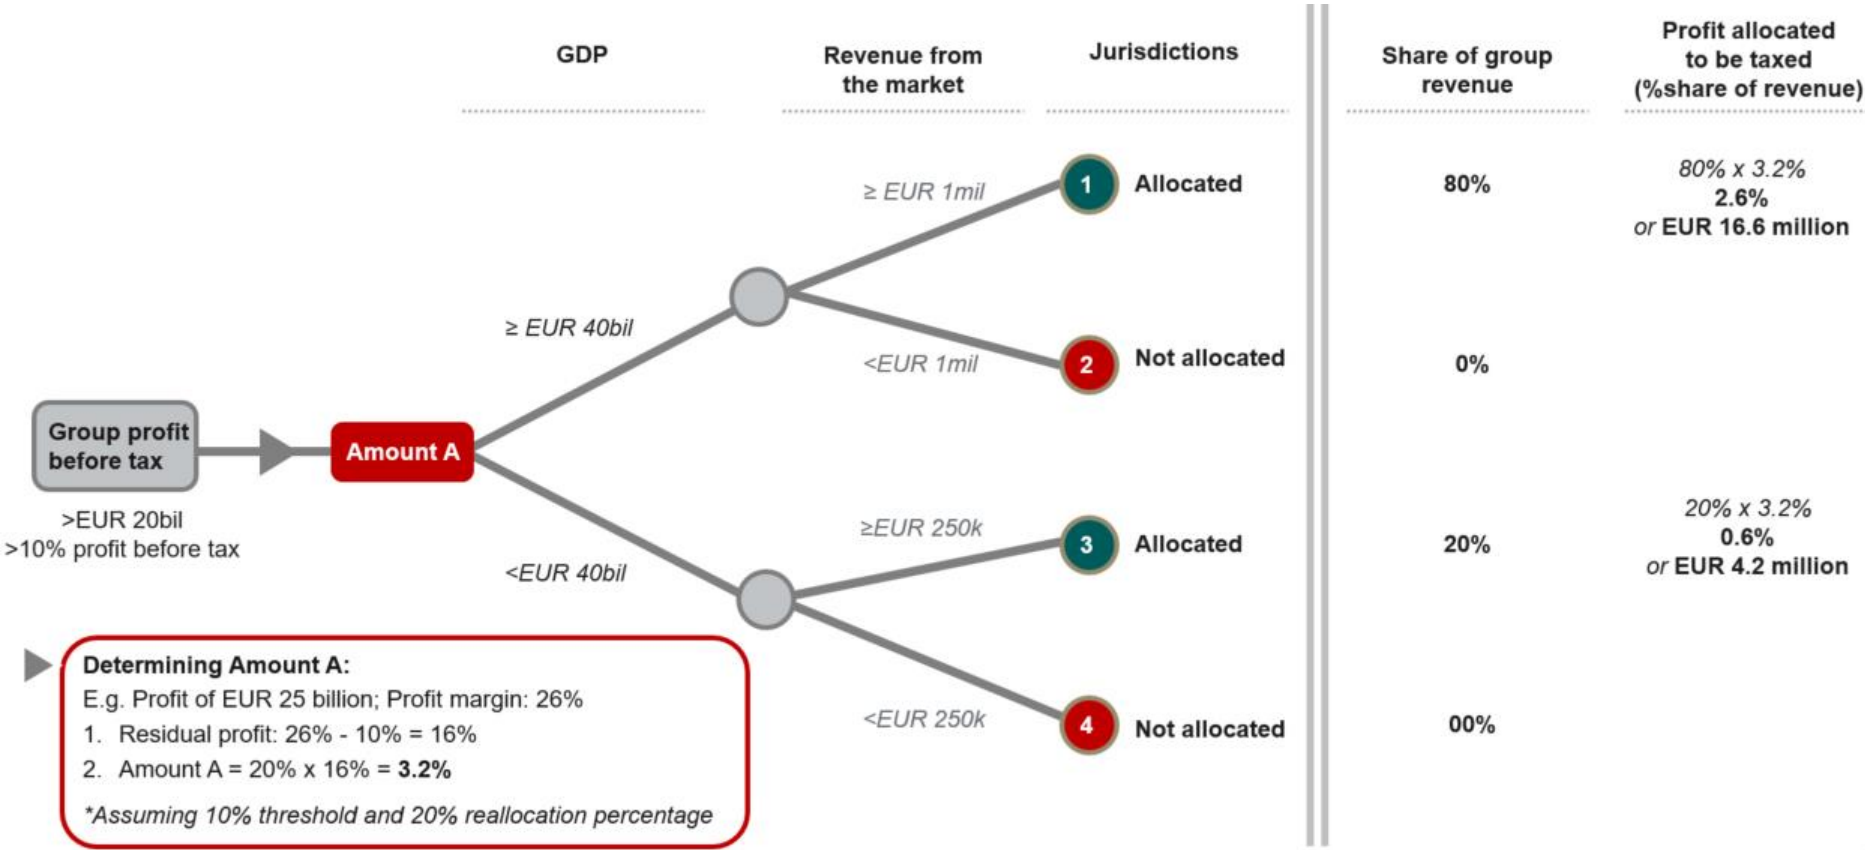 GDP
Revenue from
the market
Jurisdictions
Share of group
revenue
Profit allocated
to be taxed
(%share of revenue)
≥ EUR 1mil
1
Allocated
80%
80% x 3.2%
2.6%
or EUR 16.6 million
≥ EUR 40bil
<EUR 1mil
2
Not allocated
0%
Group profit
before tax
Amount A
>EUR 20bil
>10% profit before tax
<EUR 40bil
≥EUR 250k
3
Allocated
20%
20% x 3.2%
0.6%
or EUR 4.2 million
<EUR 250k
4
Not allocated
00%
Determining Amount A:
E.g. Profit of EUR 25 billion; Profit margin: 26%
1. Residual profit: 26% - 10% = 16%
2. Amount A = 20% x 16% = 3.2%
*Assuming 10% threshold and 20% reallocation percentage